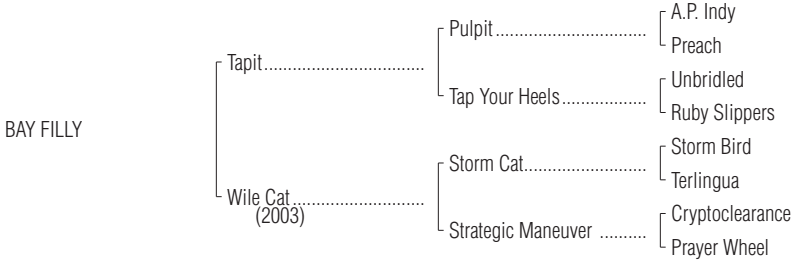 A.P. Indy
Pulpit................................
Preach
Tapit..................................
Unbridled
Tap Your Heels..................
Ruby Slippers
BAY FILLY
Storm Bird
Storm Cat..........................
Terlingua
Wile Cat............................
(2003)
Cryptoclearance
Strategic Maneuver ..........
Prayer Wheel